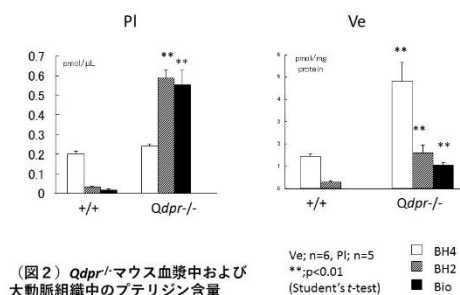 Pl
pmol/μL
0.7
0.6
0.5
0.4
0.3
0.2
0.1
0
** **
+/+ Qdpr-/-
Ve
pmol/mg
protein
6
5
4
3
2
1
0
**
**
**
+/+ Qdpr-/-
(図2) Qdpr-/-マウス血漿中および
大動脈組織中のプテリジン含量
Ve; n=6, Pl; n=5
**;p<0.01
(Student's t-test)
BH4
BH2
Bio